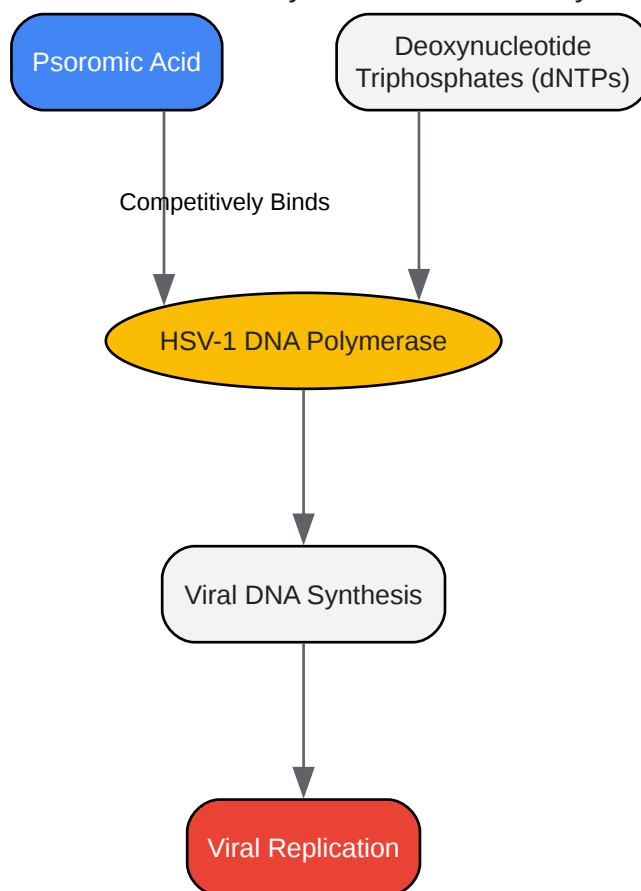 Psoromic Acid
Deoxynucleotide
Triphosphates (dNTPs)
Competitively Binds
HSV-1 DNA Polymerase
Viral DNA Synthesis
Viral Replication